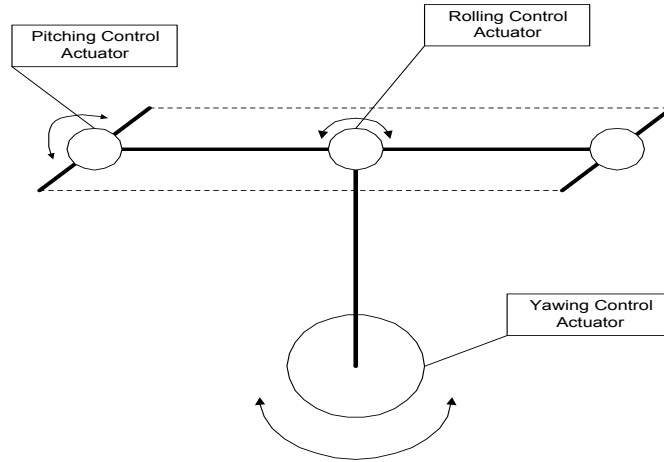 Pitching Control
Actuator
Rolling Control
Actuator
Yawing Control
Actuator